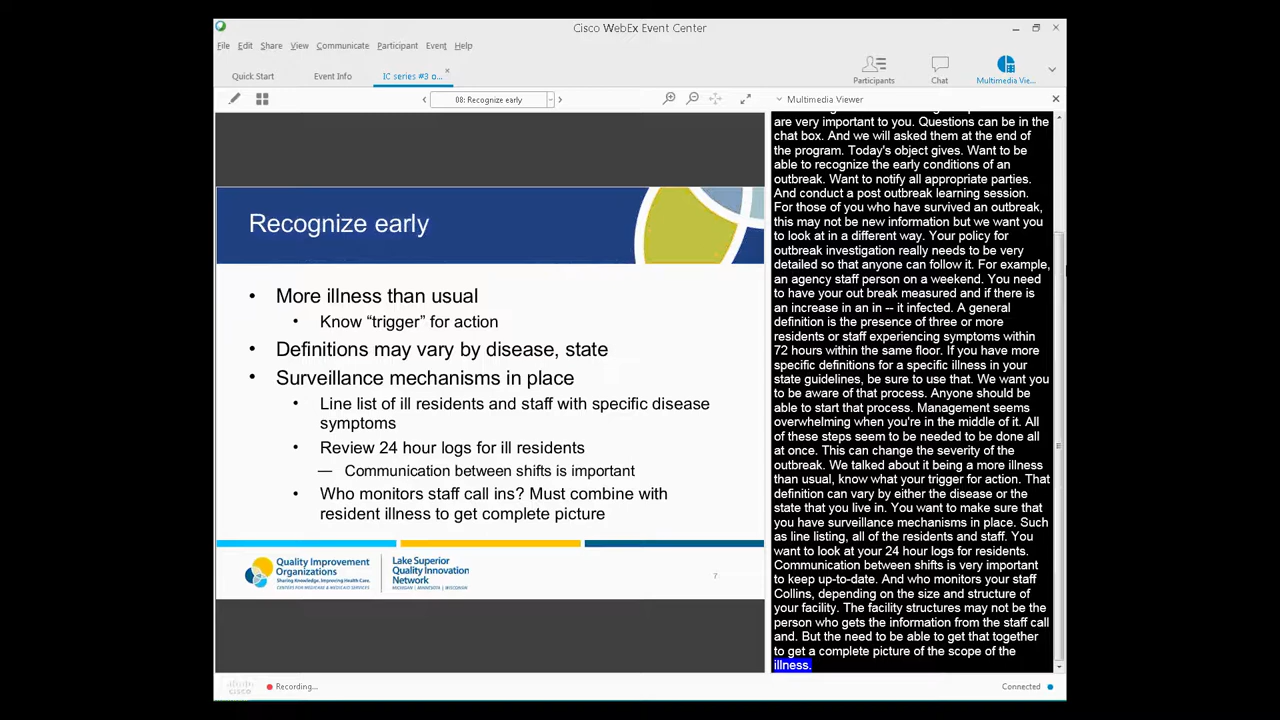 Cisco WebEx Event Center
File Edit Share View Communicate Participant Event Help
Quick Start Event Info IC series #3 o... Participants Chat Multimedia Vie...
08: Recognize early
Multimedia Viewer
Recognize early
• More illness than usual
• Know “trigger” for action
• Definitions may vary by disease, state
• Surveillance mechanisms in place
• Line list of ill residents and staff with specific disease
symptoms
• Review 24 hour logs for ill residents
— Communication between shifts is important
• Who monitors staff call ins? Must combine with
resident illness to get complete picture
Quality Improvement
Organizations
Sharing Knowledge. Improving Health Care.
CENTERS FOR MEDICARE & MEDICAID SERVICES
Lake Superior
Quality Innovation
Network
MICHIGAN | MINNESOTA | WISCONSIN
7
are very important to you. Questions can be in the
chat box. And we will asked them at the end of
the program. Today's object gives. Want to be
able to recognize the early conditions of an
outbreak. Want to notify all appropriate parties.
And conduct a post outbreak learning session.
For those of you who have survived an outbreak,
this may not be new information but we want you
to look at in a different way. Your policy for
outbreak investigation really needs to be very
detailed so that anyone can follow it. For example,
an agency staff person on a weekend. You need
to have your out break measured and if there is
an increase in an in -- it infected. A general
definition is the presence of three or more
residents or staff experiencing symptoms within
72 hours within the same floor. If you have more
specific definitions for a specific illness in your
state guidelines, be sure to use that. We want you
to be aware of that process. Anyone should be
able to start that process. Management seems
overwhelming when you're in the middle of it. All
of these steps seem to be needed to be done all
at once. This can change the severity of the
outbreak. We talked about it being a more illness
than usual, know what your trigger for action. That
definition can vary by either the disease or the
state that you live in. You want to make sure that
you have surveillance mechanisms in place. Such
as line listing, all of the residents and staff. You
want to look at your 24 hour logs for residents.
Communication between shifts is very important
to keep up-to-date. And who monitors your staff
Collins, depending on the size and structure of
your facility. The facility structures may not be the
person who gets the information from the staff call
and. But the need to be able to get that together
to get a complete picture of the scope of the
illness.
cisco
Recording...
Connected